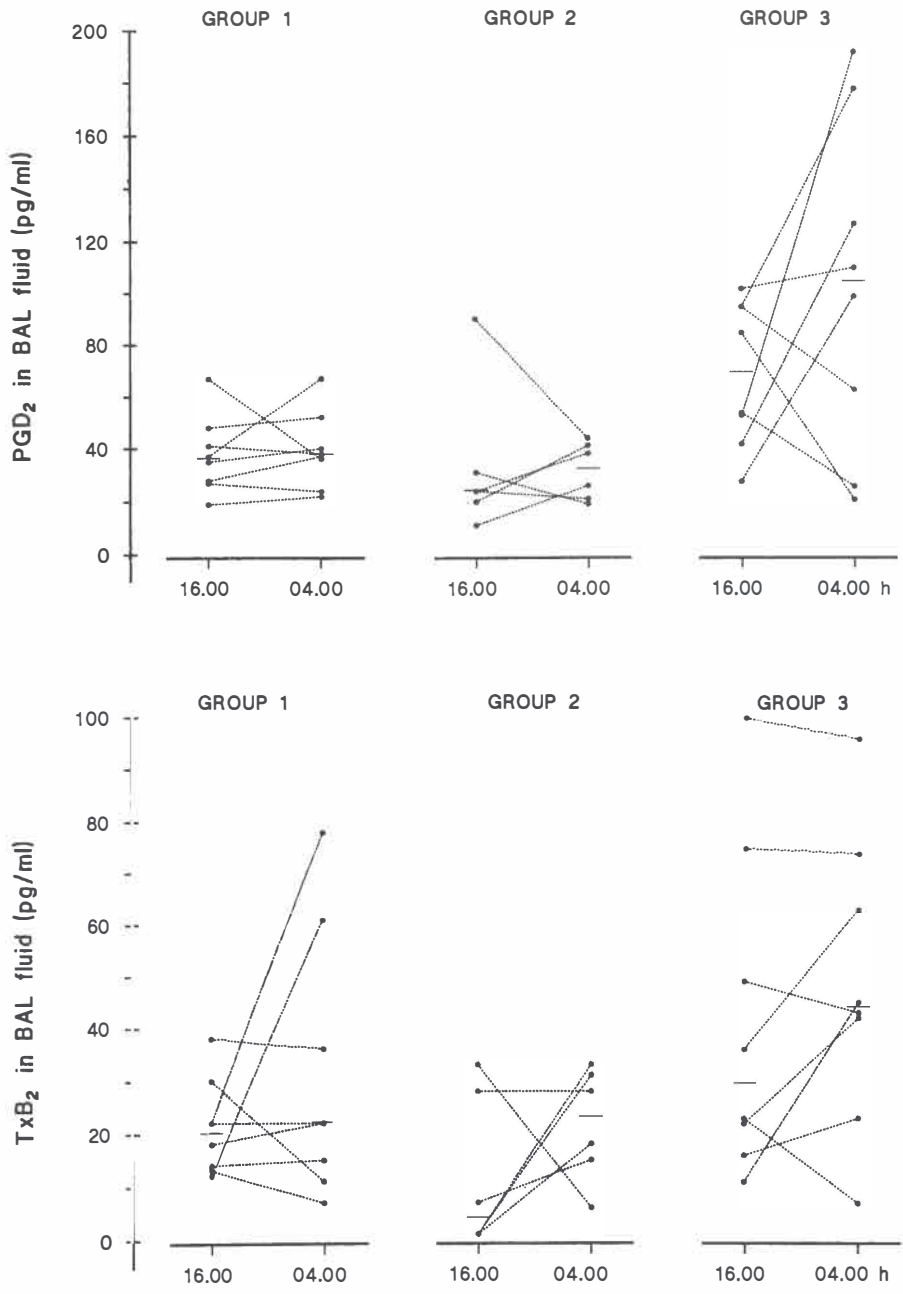 GROUP 1 GROUP 2 GROUP 3
PGD2 in BAL fluid (pg/ml)
200
160
120
80
40
0
16.00 04.00 16.00 04.00 16.00 04.00 h
GROUP 1 GROUP 2 GROUP 3
TxB2 in BAL fluid (pg/ml)
100
80
60
40
20
0
16.00 04.00 16.00 04.00 16.00 04.00 h